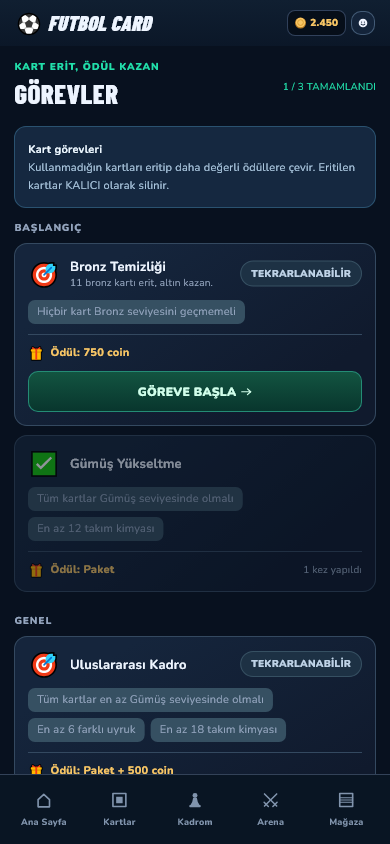 FUTBOL CARD
2.450
KART ERİT, ÖDÜL KAZAN
GÖREVLER
1 / 3 TAMAMLANDI
Kart görevleri
Kullanmadığın kartları eritip daha değerli ödüllere çevir. Eritilen
kartlar KALICI olarak silinir.
BAŞLANGIÇ
Bronz Temizliği
11 bronz kartı erit, altın kazan.
TEKRARLANABİLİR
Hiçbir kart Bronz seviyesini geçmemeli
Ödül: 750 coin
GÖREVE BAŞLA →
Gümüş Yükseltme
Tüm kartlar Gümüş seviyesinde olmalı
En az 12 takım kimyası
Ödül: Paket
1 kez yapıldı
GENEL
Uluslararası Kadro
TEKRARLANABİLİR
Tüm kartlar en az Gümüş seviyesinde olmalı
En az 6 farklı uyruk
En az 18 takım kimyası
Ödül: Paket + 500 coin
Ana Sayfa
Kartlar
Kadrom
Arena
Mağaza